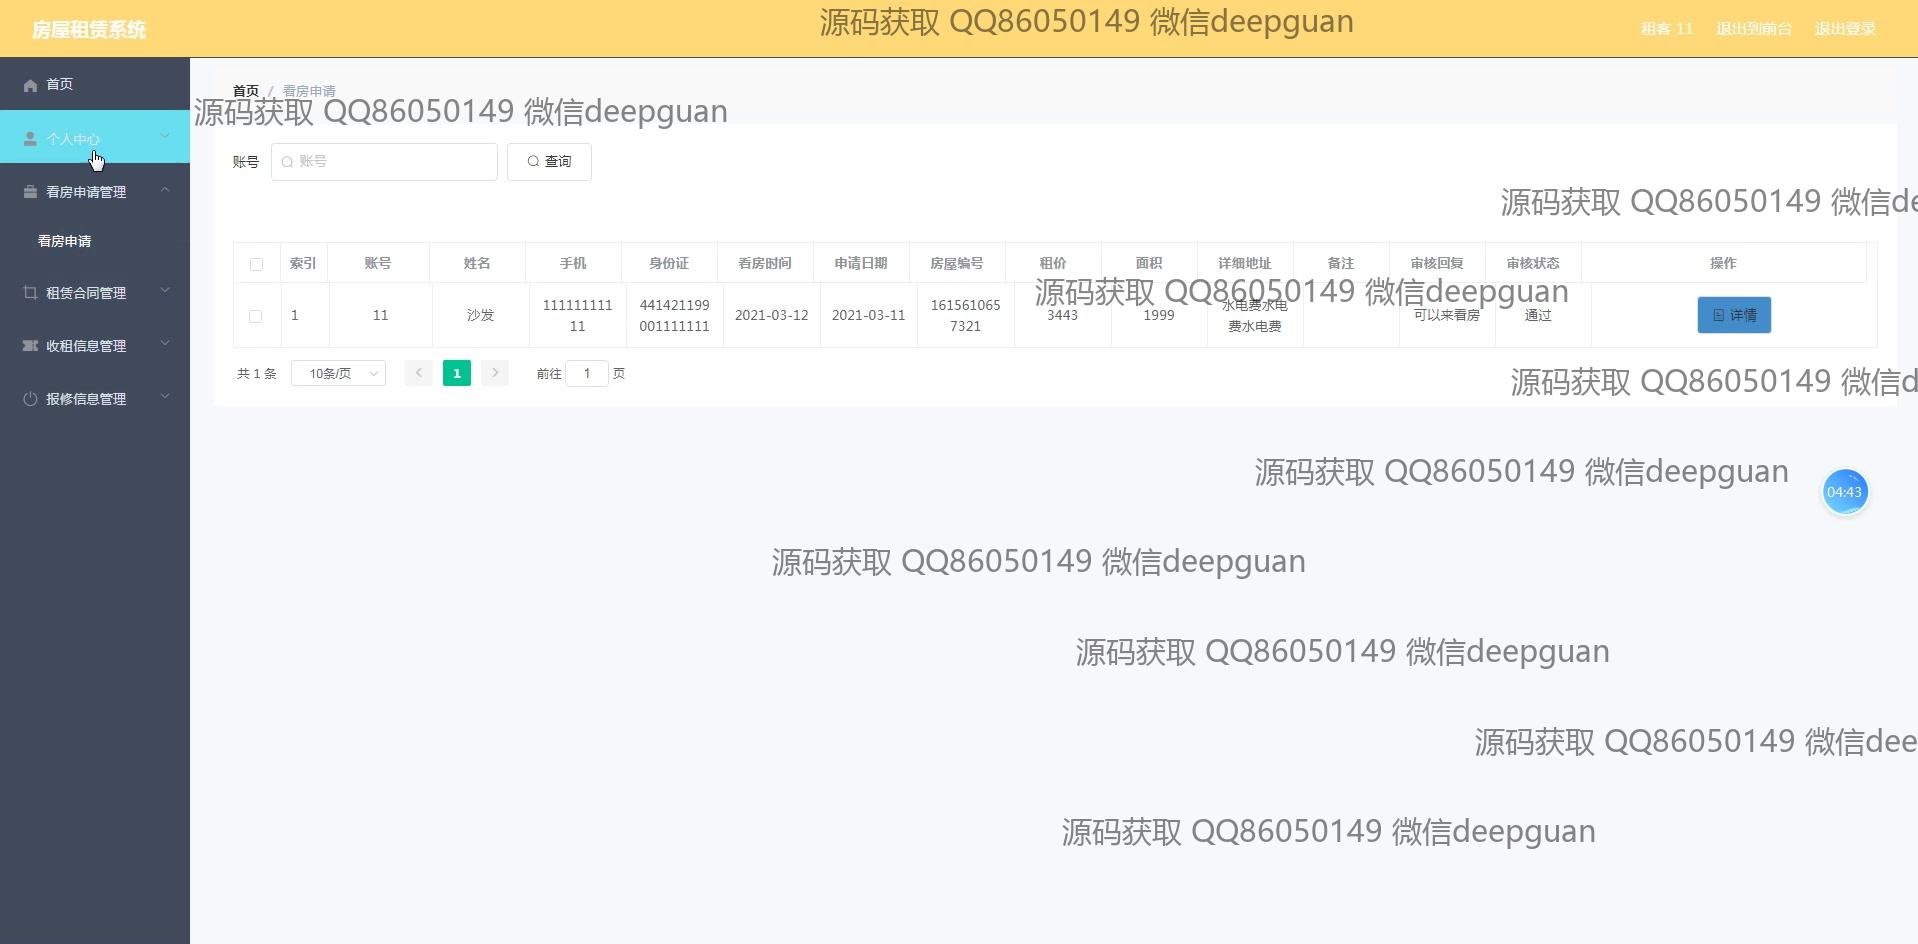 房屋租赁系统
源码获取 QQ86050149 微信deepguan
租客 11 退出到前台 退出登录
首页
个人中心
看房申请管理
看房申请
租赁合同管理
收租信息管理
报修信息管理
首页 / 看房申请
源码获取 QQ86050149 微信deepguan
账号 账号 查询
源码获取 QQ86050149 微信de
索引 账号 姓名 手机 身份证 看房时间 申请日期 房屋编号 租价 面积 详细地址 备注 审核回复 审核状态 操作
源码获取 QQ86050149 微信deepguan
1 11 沙发 11111111111 441421199001111111 2021-03-12 2021-03-11 1615610657321 3443 1999 水电费水电费水电费 可以来看房 通过 详情
共 1 条 10条/页 1 前往 1 页
源码获取 QQ86050149 微信d
源码获取 QQ86050149 微信deepguan
04:43
源码获取 QQ86050149 微信deepguan
源码获取 QQ86050149 微信deepguan
源码获取 QQ86050149 微信dee
源码获取 QQ86050149 微信deepguan